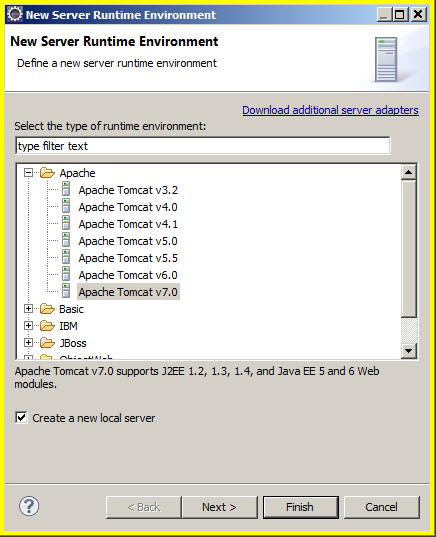 New Server Runtime Environment
New Server Runtime Environment
Define a new server runtime environment
Download additional server adapters
Select the type of runtime environment:
type filter text
Apache
Apache Tomcat v3.2
Apache Tomcat v4.0
Apache Tomcat v4.1
Apache Tomcat v5.0
Apache Tomcat v5.5
Apache Tomcat v6.0
Apache Tomcat v7.0
Basic
IBM
JBoss
ObjectWeb
Apache Tomcat v7.0 supports J2EE 1.2, 1.3, 1.4, and Java EE 5 and 6 Web
modules.
Create a new local server
?
< Back
Next >
Finish
Cancel